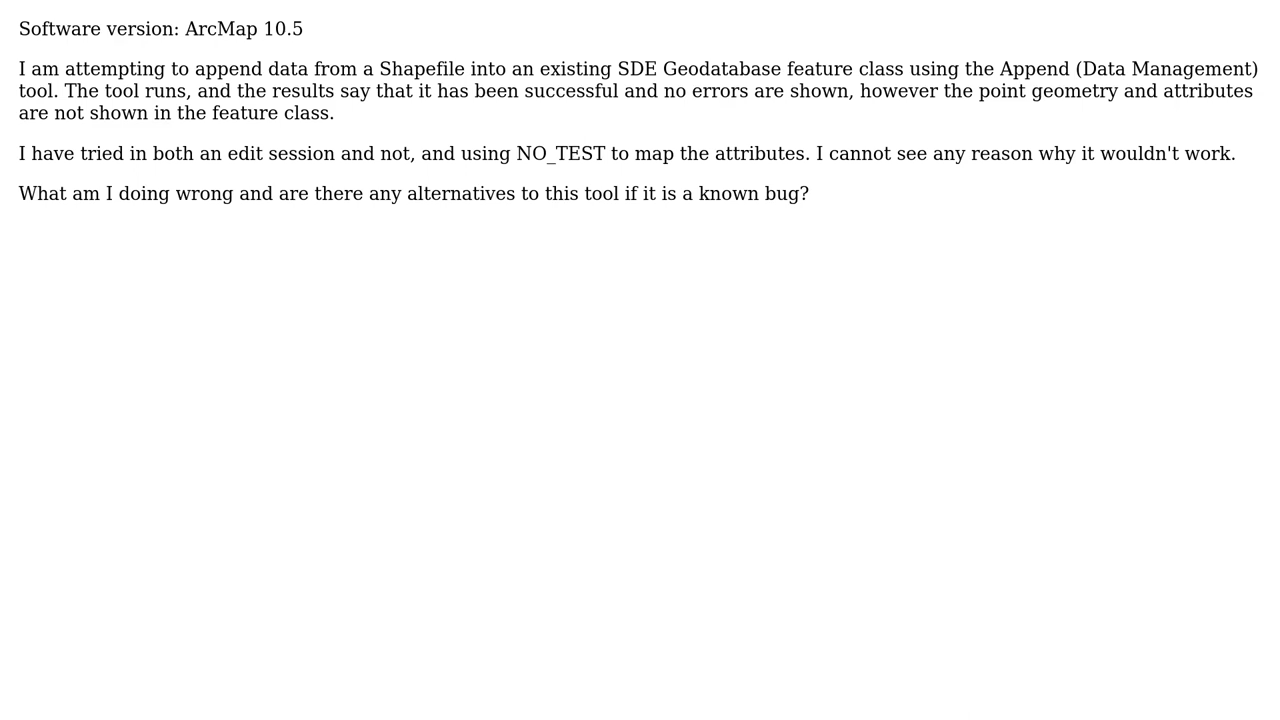 Software version: ArcMap 10.5
I am attempting to append data from a Shapefile into an existing SDE Geodatabase feature class using the Append (Data Management)
tool. The tool runs, and the results say that it has been successful and no errors are shown, however the point geometry and attributes
are not shown in the feature class.
I have tried in both an edit session and not, and using NO_TEST to map the attributes. I cannot see any reason why it wouldn't work.
What am I doing wrong and are there any alternatives to this tool if it is a known bug?